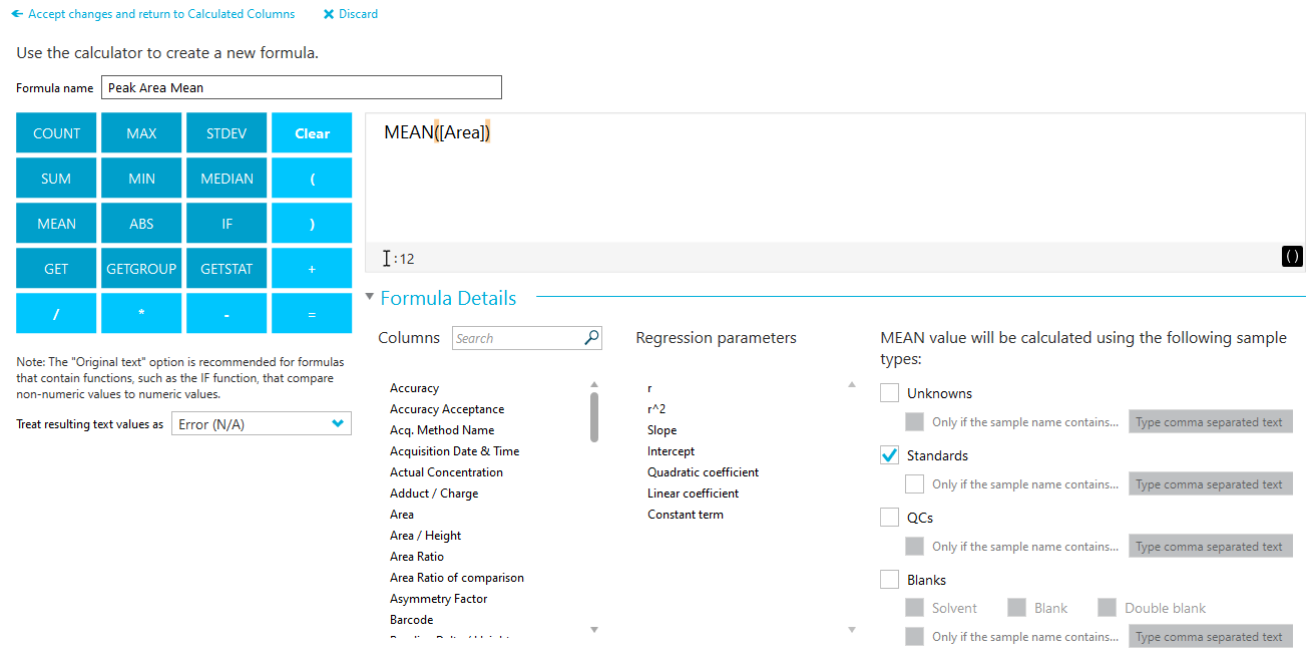 Accept changes and return to Calculated Columns Discard
Use the calculator to create a new formula.
Formula name Peak Area Mean
COUNT MAX STDEV Clear
SUM MIN MEDIAN (
MEAN ABS IF )
GET GETGROUP GETSTAT +
/ * - =
Note: The "Original text" option is recommended for formulas
that contain functions, such as the IF function, that compare
non-numeric values to numeric values.
Treat resulting text values as Error (N/A)
MEAN([Area])
:12 ()
Formula Details
Columns Search
Accuracy
Accuracy Acceptance
Acq. Method Name
Acquisition Date & Time
Actual Concentration
Adduct / Charge
Area
Area / Height
Area Ratio
Area Ratio of comparison
Asymmetry Factor
Barcode
Regression parameters
r
r^2
Slope
Intercept
Quadratic coefficient
Linear coefficient
Constant term
MEAN value will be calculated using the following sample
types:
Unknowns
Only if the sample name contains... Type comma separated text
Standards
Only if the sample name contains... Type comma separated text
QCs
Only if the sample name contains... Type comma separated text
Blanks
Solvent Blank Double blank
Only if the sample name contains... Type comma separated text